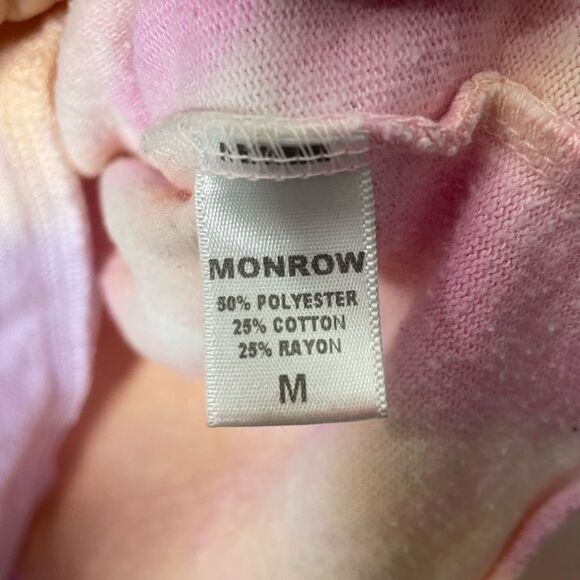 MONROW
50% POLYESTER
25% COTTON
25% RAYON
M